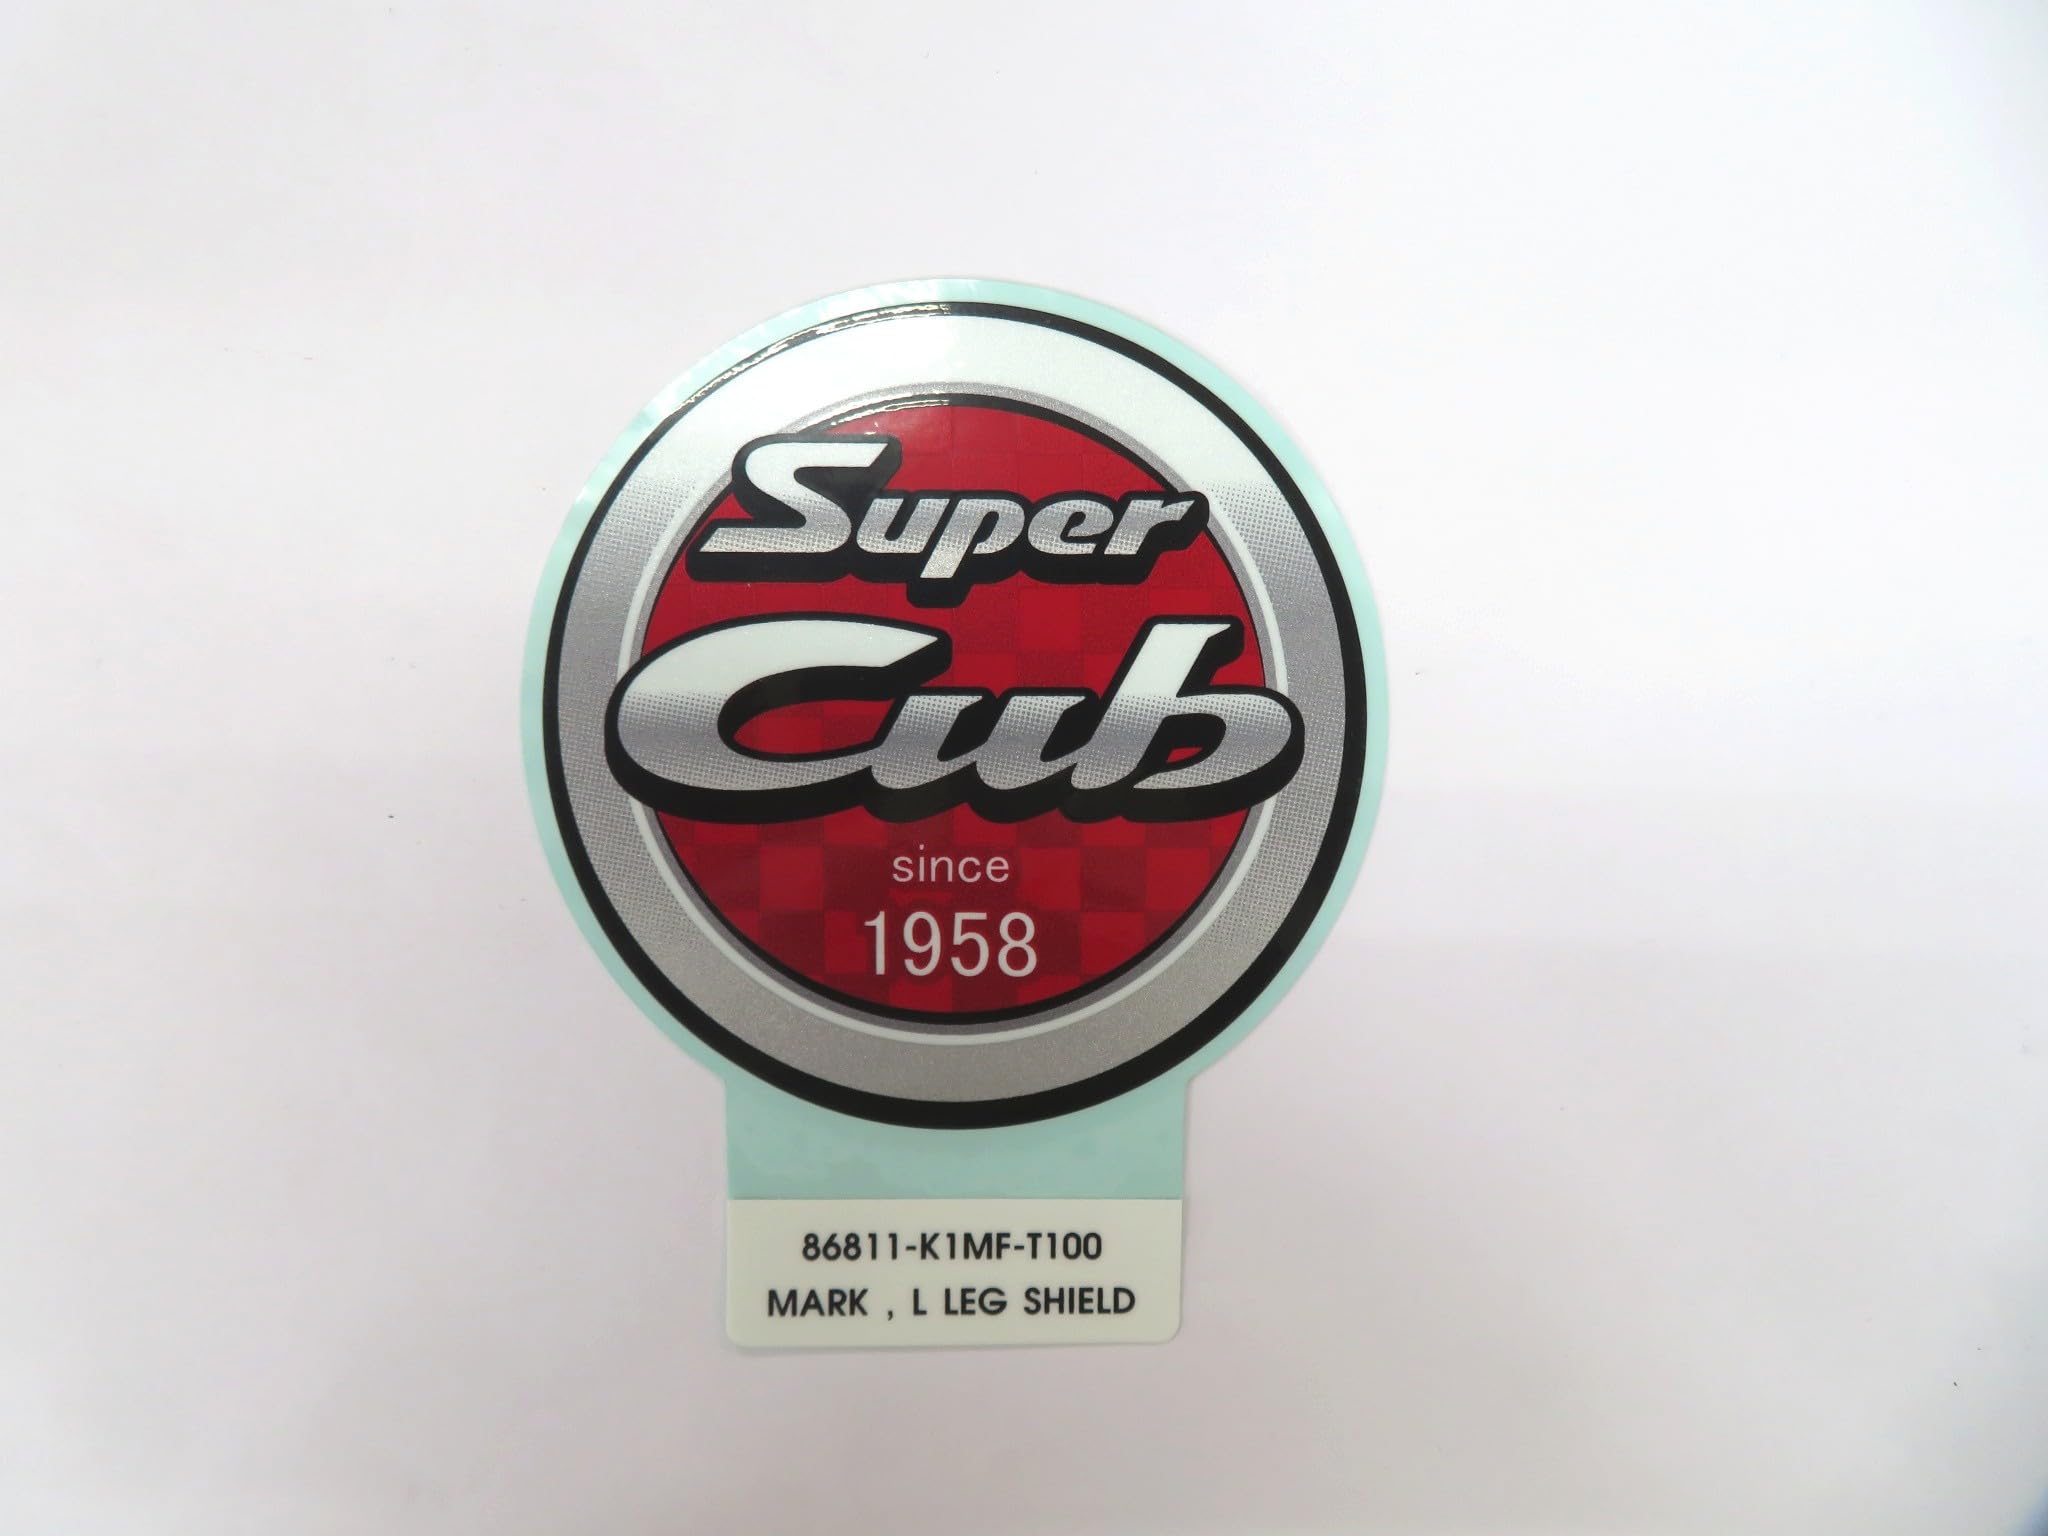 Super
Cub
since
1958
86811-K1MF-T100
MARK , L LEG SHIELD